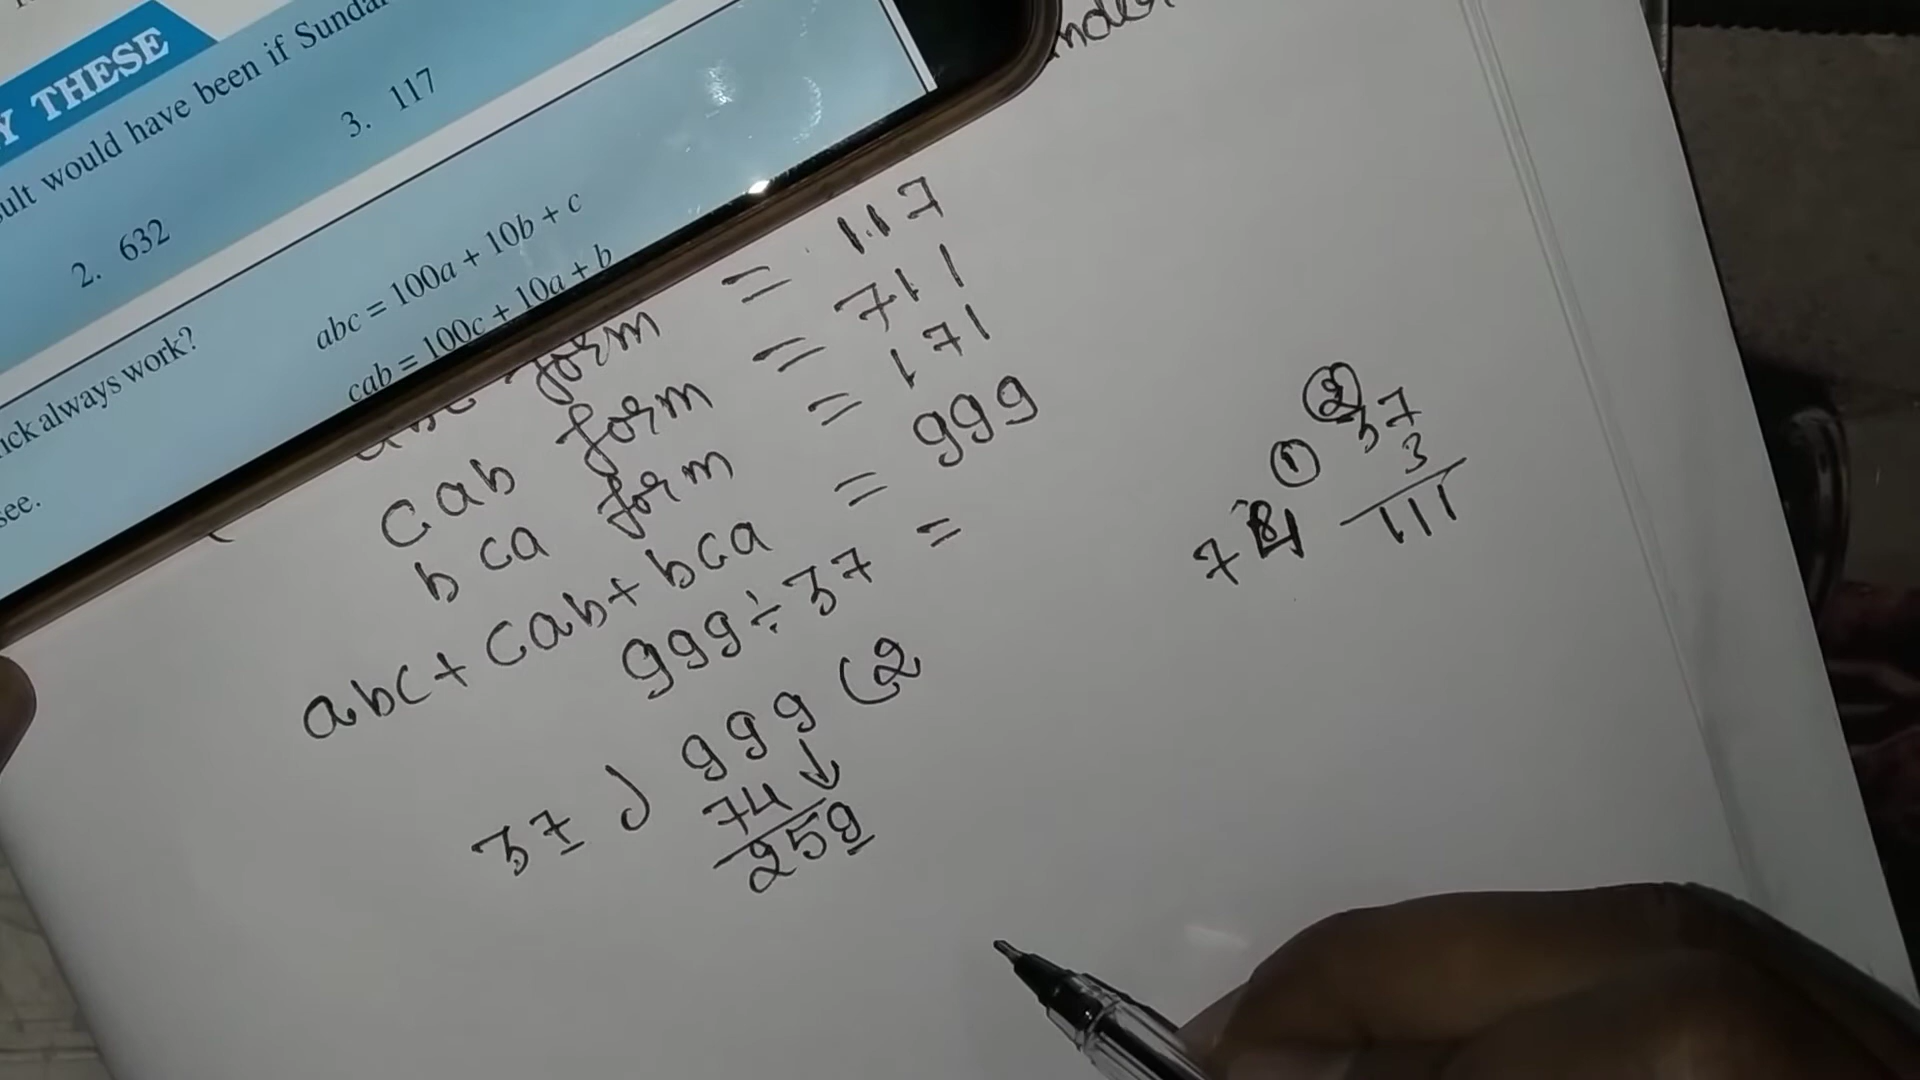 Y THESE
ult would have been if Sunda
2. 632
3. 117
ick always work?
abc = 100a + 10b + c
cab = 100c + 10a + b
see.
form = 117
cab form = 711
bca form = 171
abc + cab + bca = 999
999 ÷ 37 =
37 ) 999 ( 2
74
259
2
37
1
3
74
111